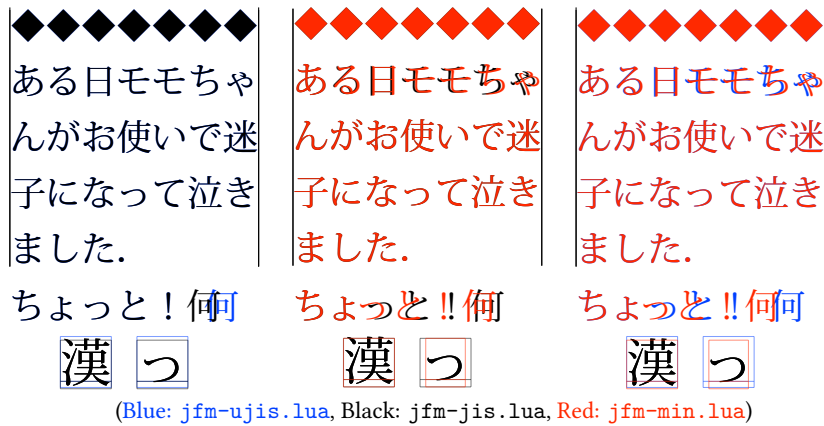 ◆◆◆◆◆◆◆
ある日モモちゃ
んがお使いで迷
子になって泣き
ました.
ちょっと！何何
漢 っ
◆◆◆◆◆◆◆
ある日モモちゃ
んがお使いで迷
子になって泣き
ました.
ちょっと!!何
漢 っ
◆◆◆◆◆◆◆
ある日モモちゃ
んがお使いで迷
子になって泣き
ました.
ちょっと!!何何
漢 っ
(Blue: jfm-ujis.lua, Black: jfm-jis.lua, Red: jfm-min.lua)